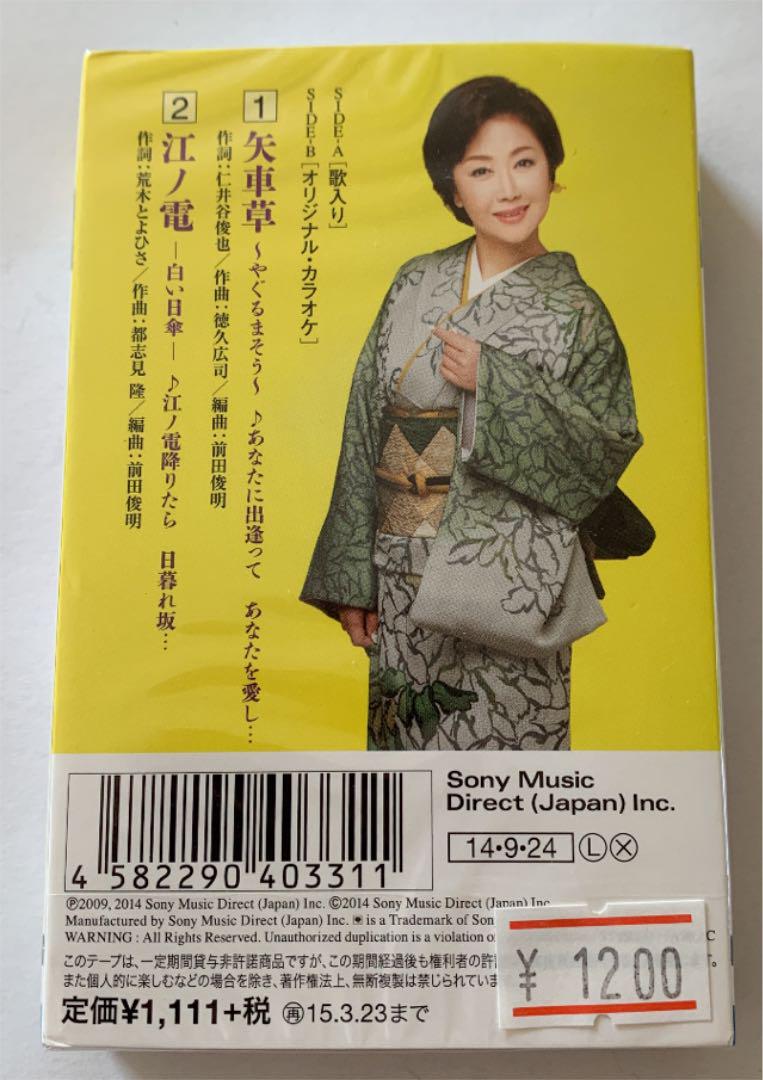 SIDE-A [歌入り]
SIDE-B [オリジナル・カラオケ]
1 矢車草 〜やぐるまそう〜 ♪あなたに出逢って あなたを愛し…
作詞:仁井谷俊也/作曲:徳久広司/編曲:前田俊明
2 江ノ電 ―白い日傘― ♪江ノ電降りたら 日暮れ坂…
作詞:荒木とよひさ/作曲:都志見 隆/編曲:前田俊明
Sony Music
Direct (Japan) Inc.
14・9・24 L X
4 582290 403311
Ⓟ2009, 2014 Sony Music Direct (Japan) Inc. Ⓒ2014 Sony Music Direct (Japan) Inc.
Manufactured by Sony Music Direct (Japan) Inc. is a Trademark of Son
WARNING : All Rights Reserved. Unauthorized duplication is a violation o
このテープは、一定期間貸与非許諾商品ですが、この期間経過後も権利者の許
また個人的に楽しむなどの場合を除き、著作権法上、無断複製は禁じられていま
定価¥1,111+税 再15.3.23まで
¥ 1200